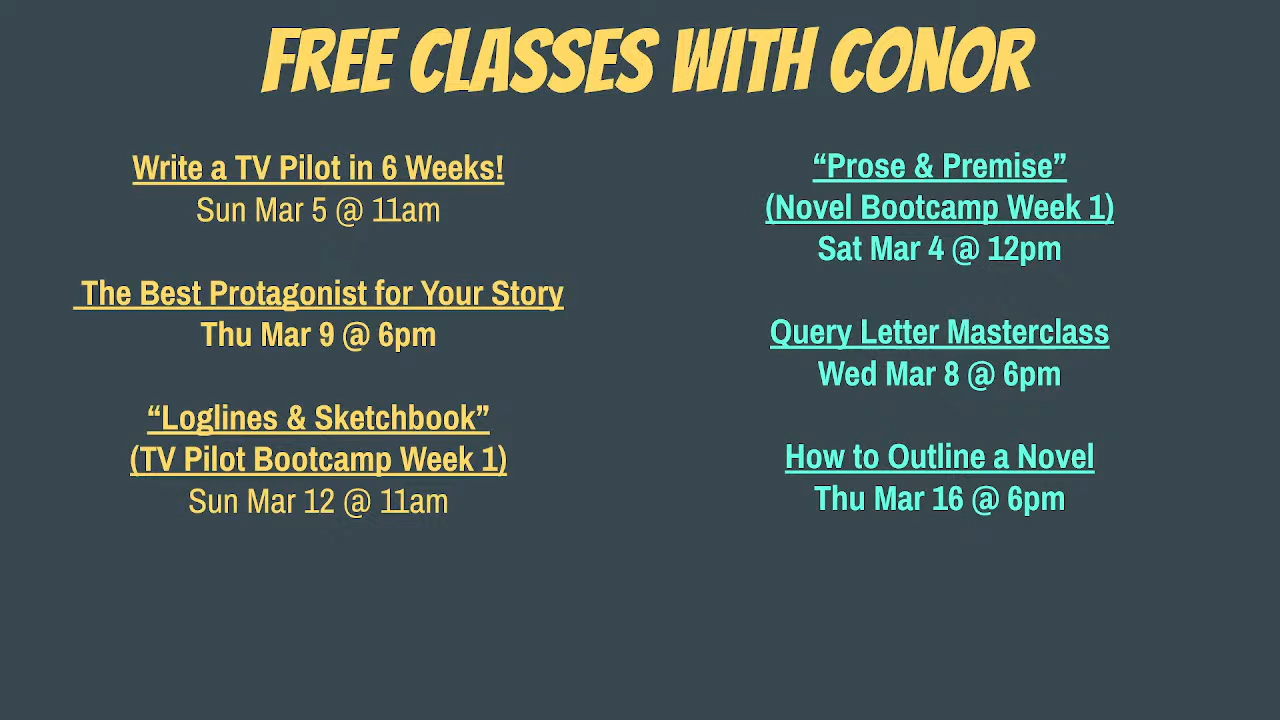 FREE CLASSES WITH CONOR
Write a TV Pilot in 6 Weeks!
Sun Mar 5 @ 11am
The Best Protagonist for Your Story
Thu Mar 9 @ 6pm
“Loglines & Sketchbook”
(TV Pilot Bootcamp Week 1)
Sun Mar 12 @ 11am
“Prose & Premise”
(Novel Bootcamp Week 1)
Sat Mar 4 @ 12pm
Query Letter Masterclass
Wed Mar 8 @ 6pm
How to Outline a Novel
Thu Mar 16 @ 6pm